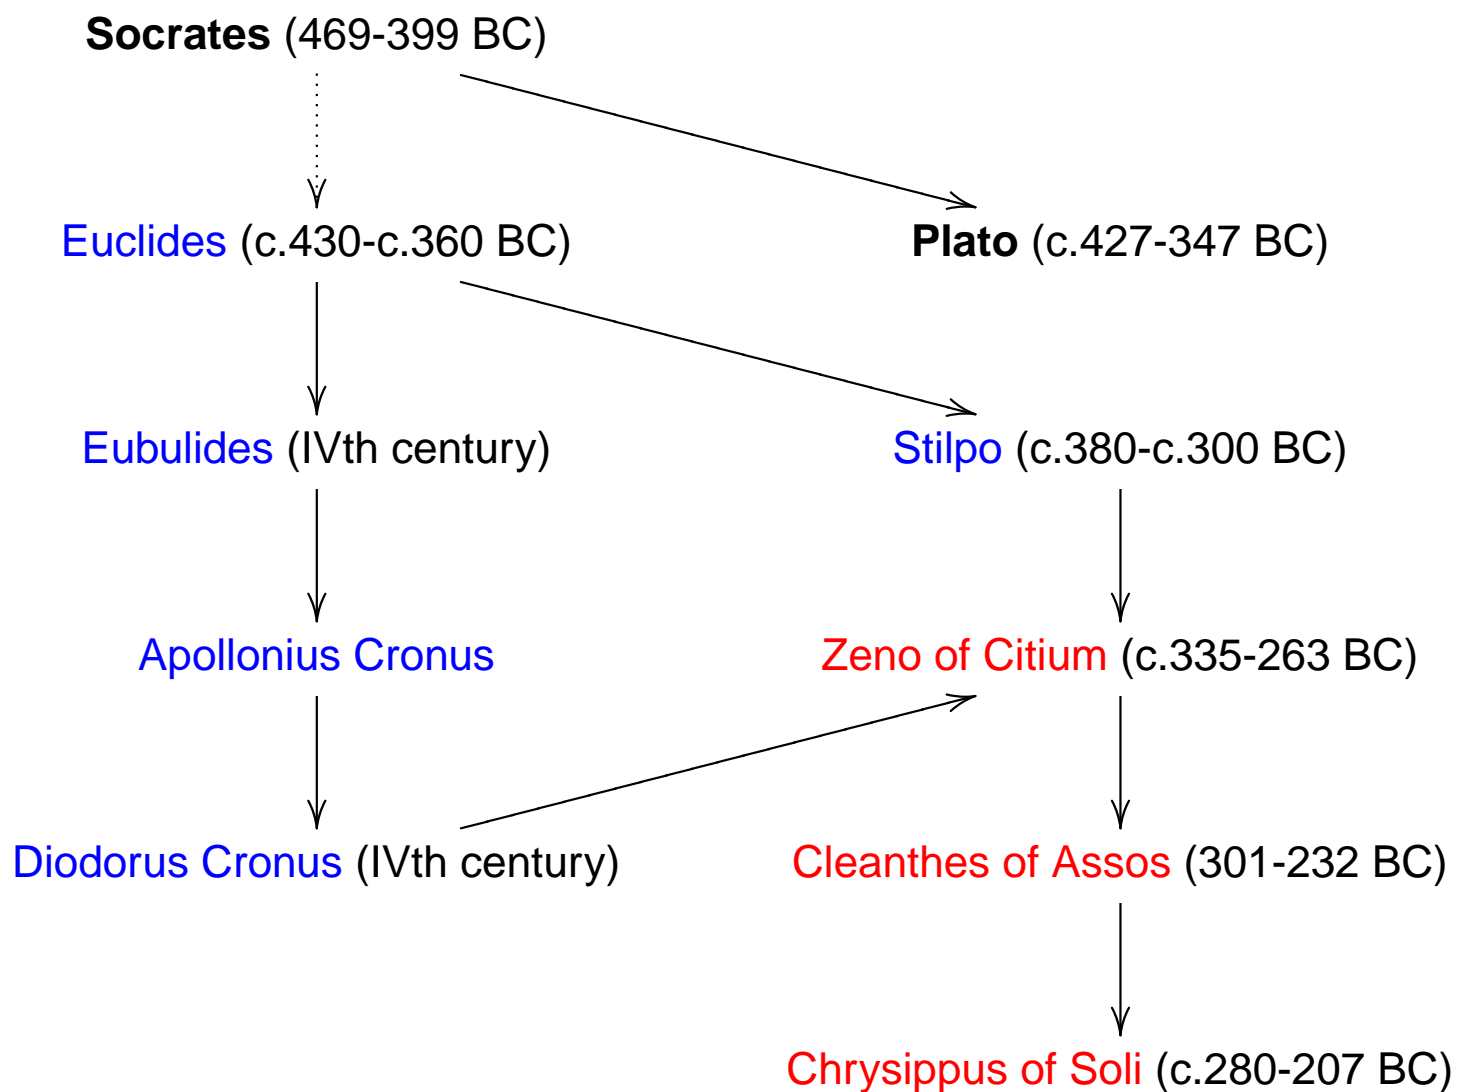 Socrates (469-399 BC)
Euclides (c.430-c.360 BC)
Plato (c.427-347 BC)
Eubulides (IVth century)
Stilpo (c.380-c.300 BC)
Apollonius Cronus
Zeno of Citium (c.335-263 BC)
Diodorus Cronus (IVth century)
Cleanthes of Assos (301-232 BC)
Chrysippus of Soli (c.280-207 BC)